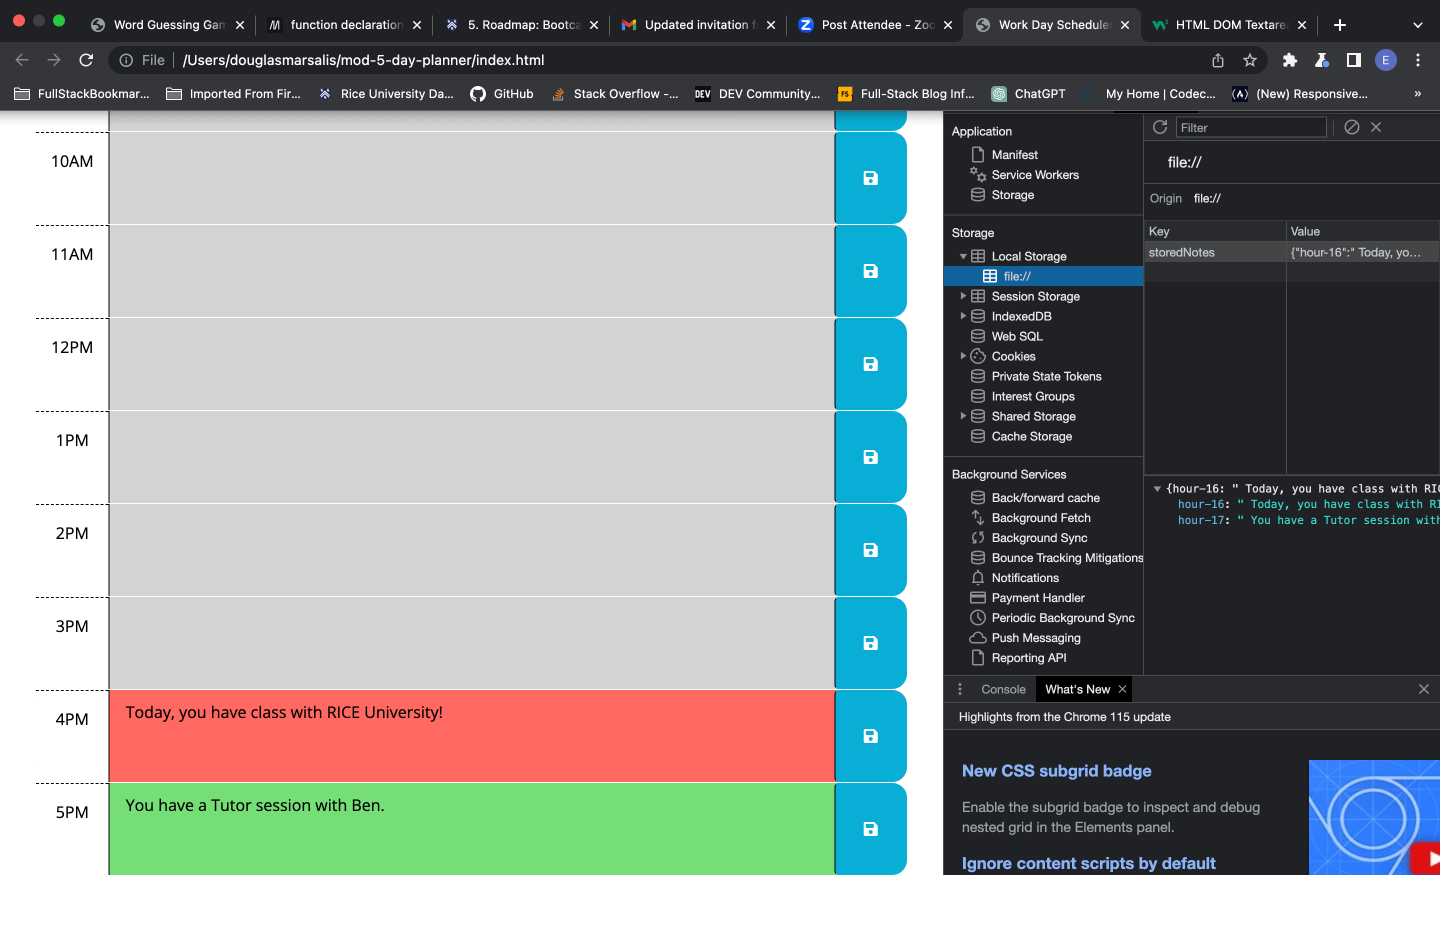 Word Guessing Gam
function declaration
5. Roadmap: Bootca
Updated invitation f
Post Attendee - Zoo
Work Day Scheduler
HTML DOM Textarea
File /Users/douglasmarsalis/mod-5-day-planner/index.html
E
FullStackBookmar...
Imported From Fir...
Rice University Da...
GitHub
Stack Overflow -...
DEV DEV Community...
FS Full-Stack Blog Inf...
ChatGPT
My Home | Codec...
(New) Responsive...
»
10AM
11AM
12PM
1PM
2PM
3PM
4PM Today, you have class with RICE University!
5PM You have a Tutor session with Ben.
Application
Manifest
Service Workers
Storage
Storage
Local Storage
file://
Session Storage
IndexedDB
Web SQL
Cookies
Private State Tokens
Interest Groups
Shared Storage
Cache Storage
Background Services
Back/forward cache
Background Fetch
Background Sync
Bounce Tracking Mitigations
Notifications
Payment Handler
Periodic Background Sync
Push Messaging
Reporting API
Filter
file://
Origin file://
Key Value
storedNotes {"hour-16":" Today, yo...
{hour-16: " Today, you have class with RIC
hour-16: " Today, you have class with RI
hour-17: " You have a Tutor session with
Console What's New
Highlights from the Chrome 115 update
New CSS subgrid badge
Enable the subgrid badge to inspect and debug
nested grid in the Elements panel.
Ignore content scripts by default